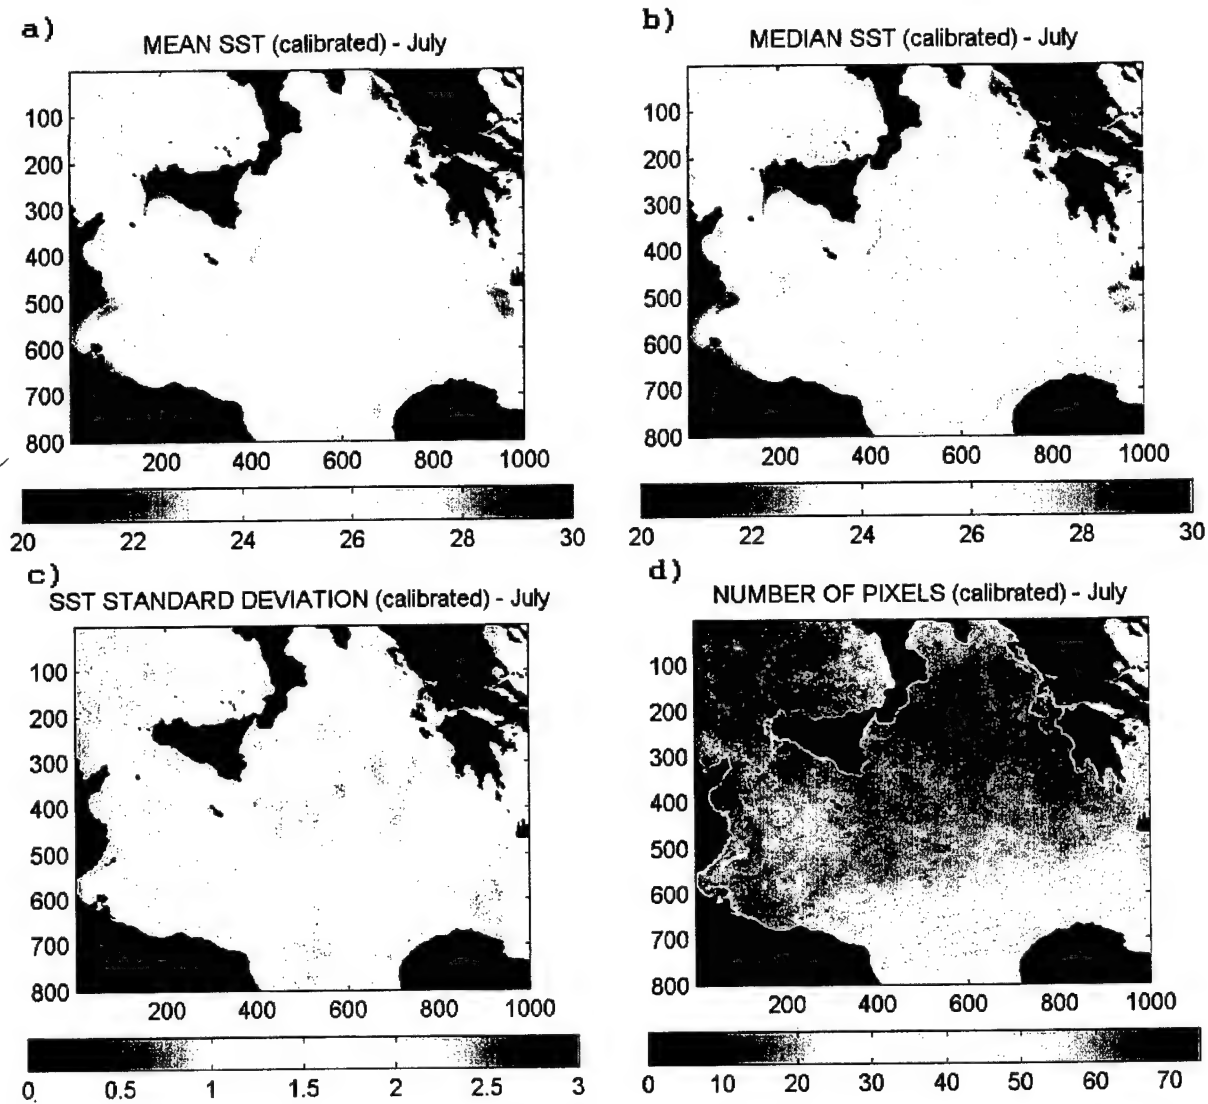 a)
MEAN SST (calibrated) - July
100
200
300
400
500
600
700
800
200 400 600 800 1000
20 22 24 26 28 30
b)
MEDIAN SST (calibrated) - July
100
200
300
400
500
600
700
800
200 400 600 800 1000
20 22 24 26 28 30
c)
SST STANDARD DEVIATION (calibrated) - July
100
200
300
400
500
600
700
800
200 400 600 800 1000
0 0.5 1 1.5 2 2.5 3
d)
NUMBER OF PIXELS (calibrated) - July
100
200
300
400
500
600
700
800
200 400 600 800 1000
0 10 20 30 40 50 60 70